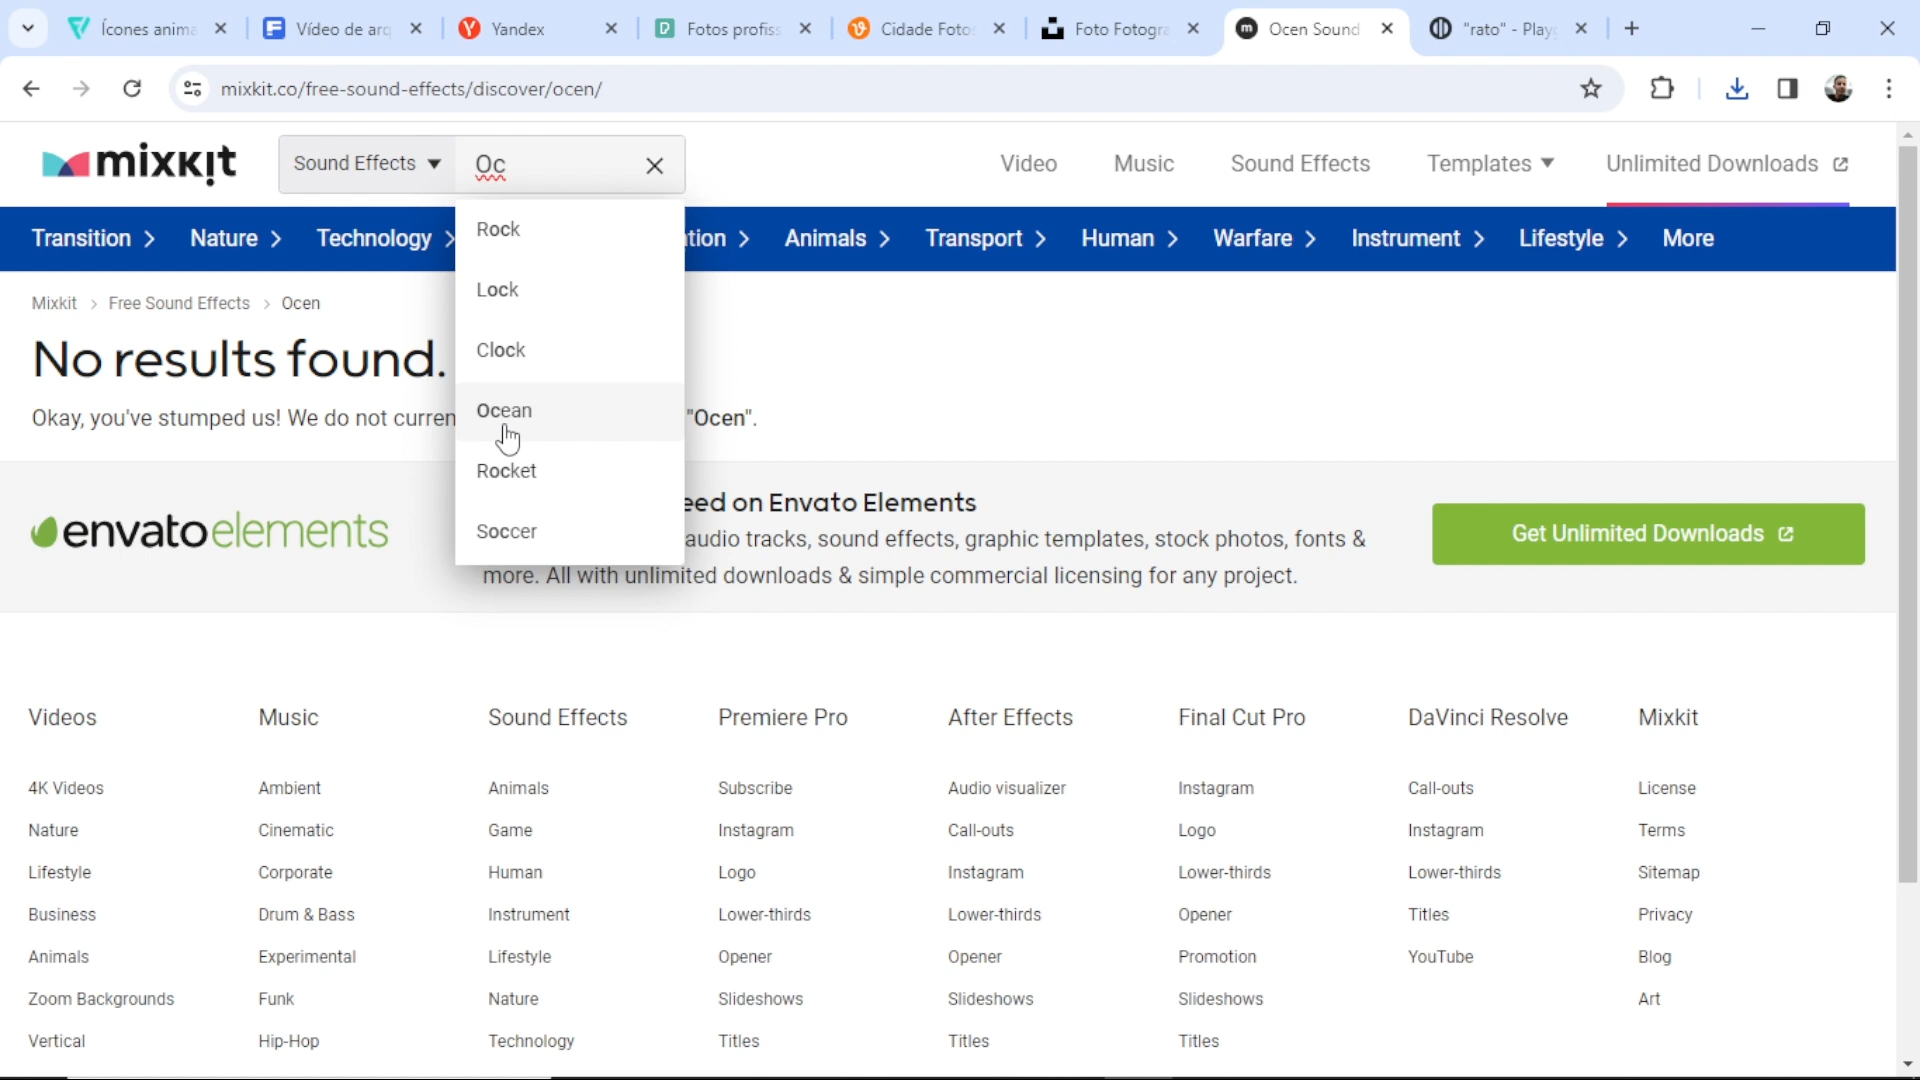 Ícones anima
Vídeo de arq
Yandex
Fotos profiss
Cidade Foto
Foto Fotogra
Ocen Sound
"rato" - Play
mixkit.co/free-sound-effects/discover/ocen/
mixkit
Sound Effects
Oc
Video
Music
Sound Effects
Templates
Unlimited Downloads
Transition
Nature
Technology
tion
Animals
Transport
Human
Warfare
Instrument
Lifestyle
More
Rock
Lock
Clock
Ocean
Rocket
Soccer
Mixkit > Free Sound Effects > Ocen
No results found.
Okay, you've stumped us! We do not curren "Ocen".
envato elements
eed on Envato Elements
audio tracks, sound effects, graphic templates, stock photos, fonts &
more. All with unlimited downloads & simple commercial licensing for any project.
Get Unlimited Downloads
Videos
4K Videos
Nature
Lifestyle
Business
Animals
Zoom Backgrounds
Vertical
Music
Ambient
Cinematic
Corporate
Drum & Bass
Experimental
Funk
Hip-Hop
Sound Effects
Animals
Game
Human
Instrument
Lifestyle
Nature
Technology
Premiere Pro
Subscribe
Instagram
Logo
Lower-thirds
Opener
Slideshows
Titles
After Effects
Audio visualizer
Call-outs
Instagram
Lower-thirds
Opener
Slideshows
Titles
Final Cut Pro
Instagram
Logo
Lower-thirds
Opener
Promotion
Slideshows
Titles
DaVinci Resolve
Call-outs
Instagram
Lower-thirds
Titles
YouTube
Mixkit
License
Terms
Sitemap
Privacy
Blog
Art